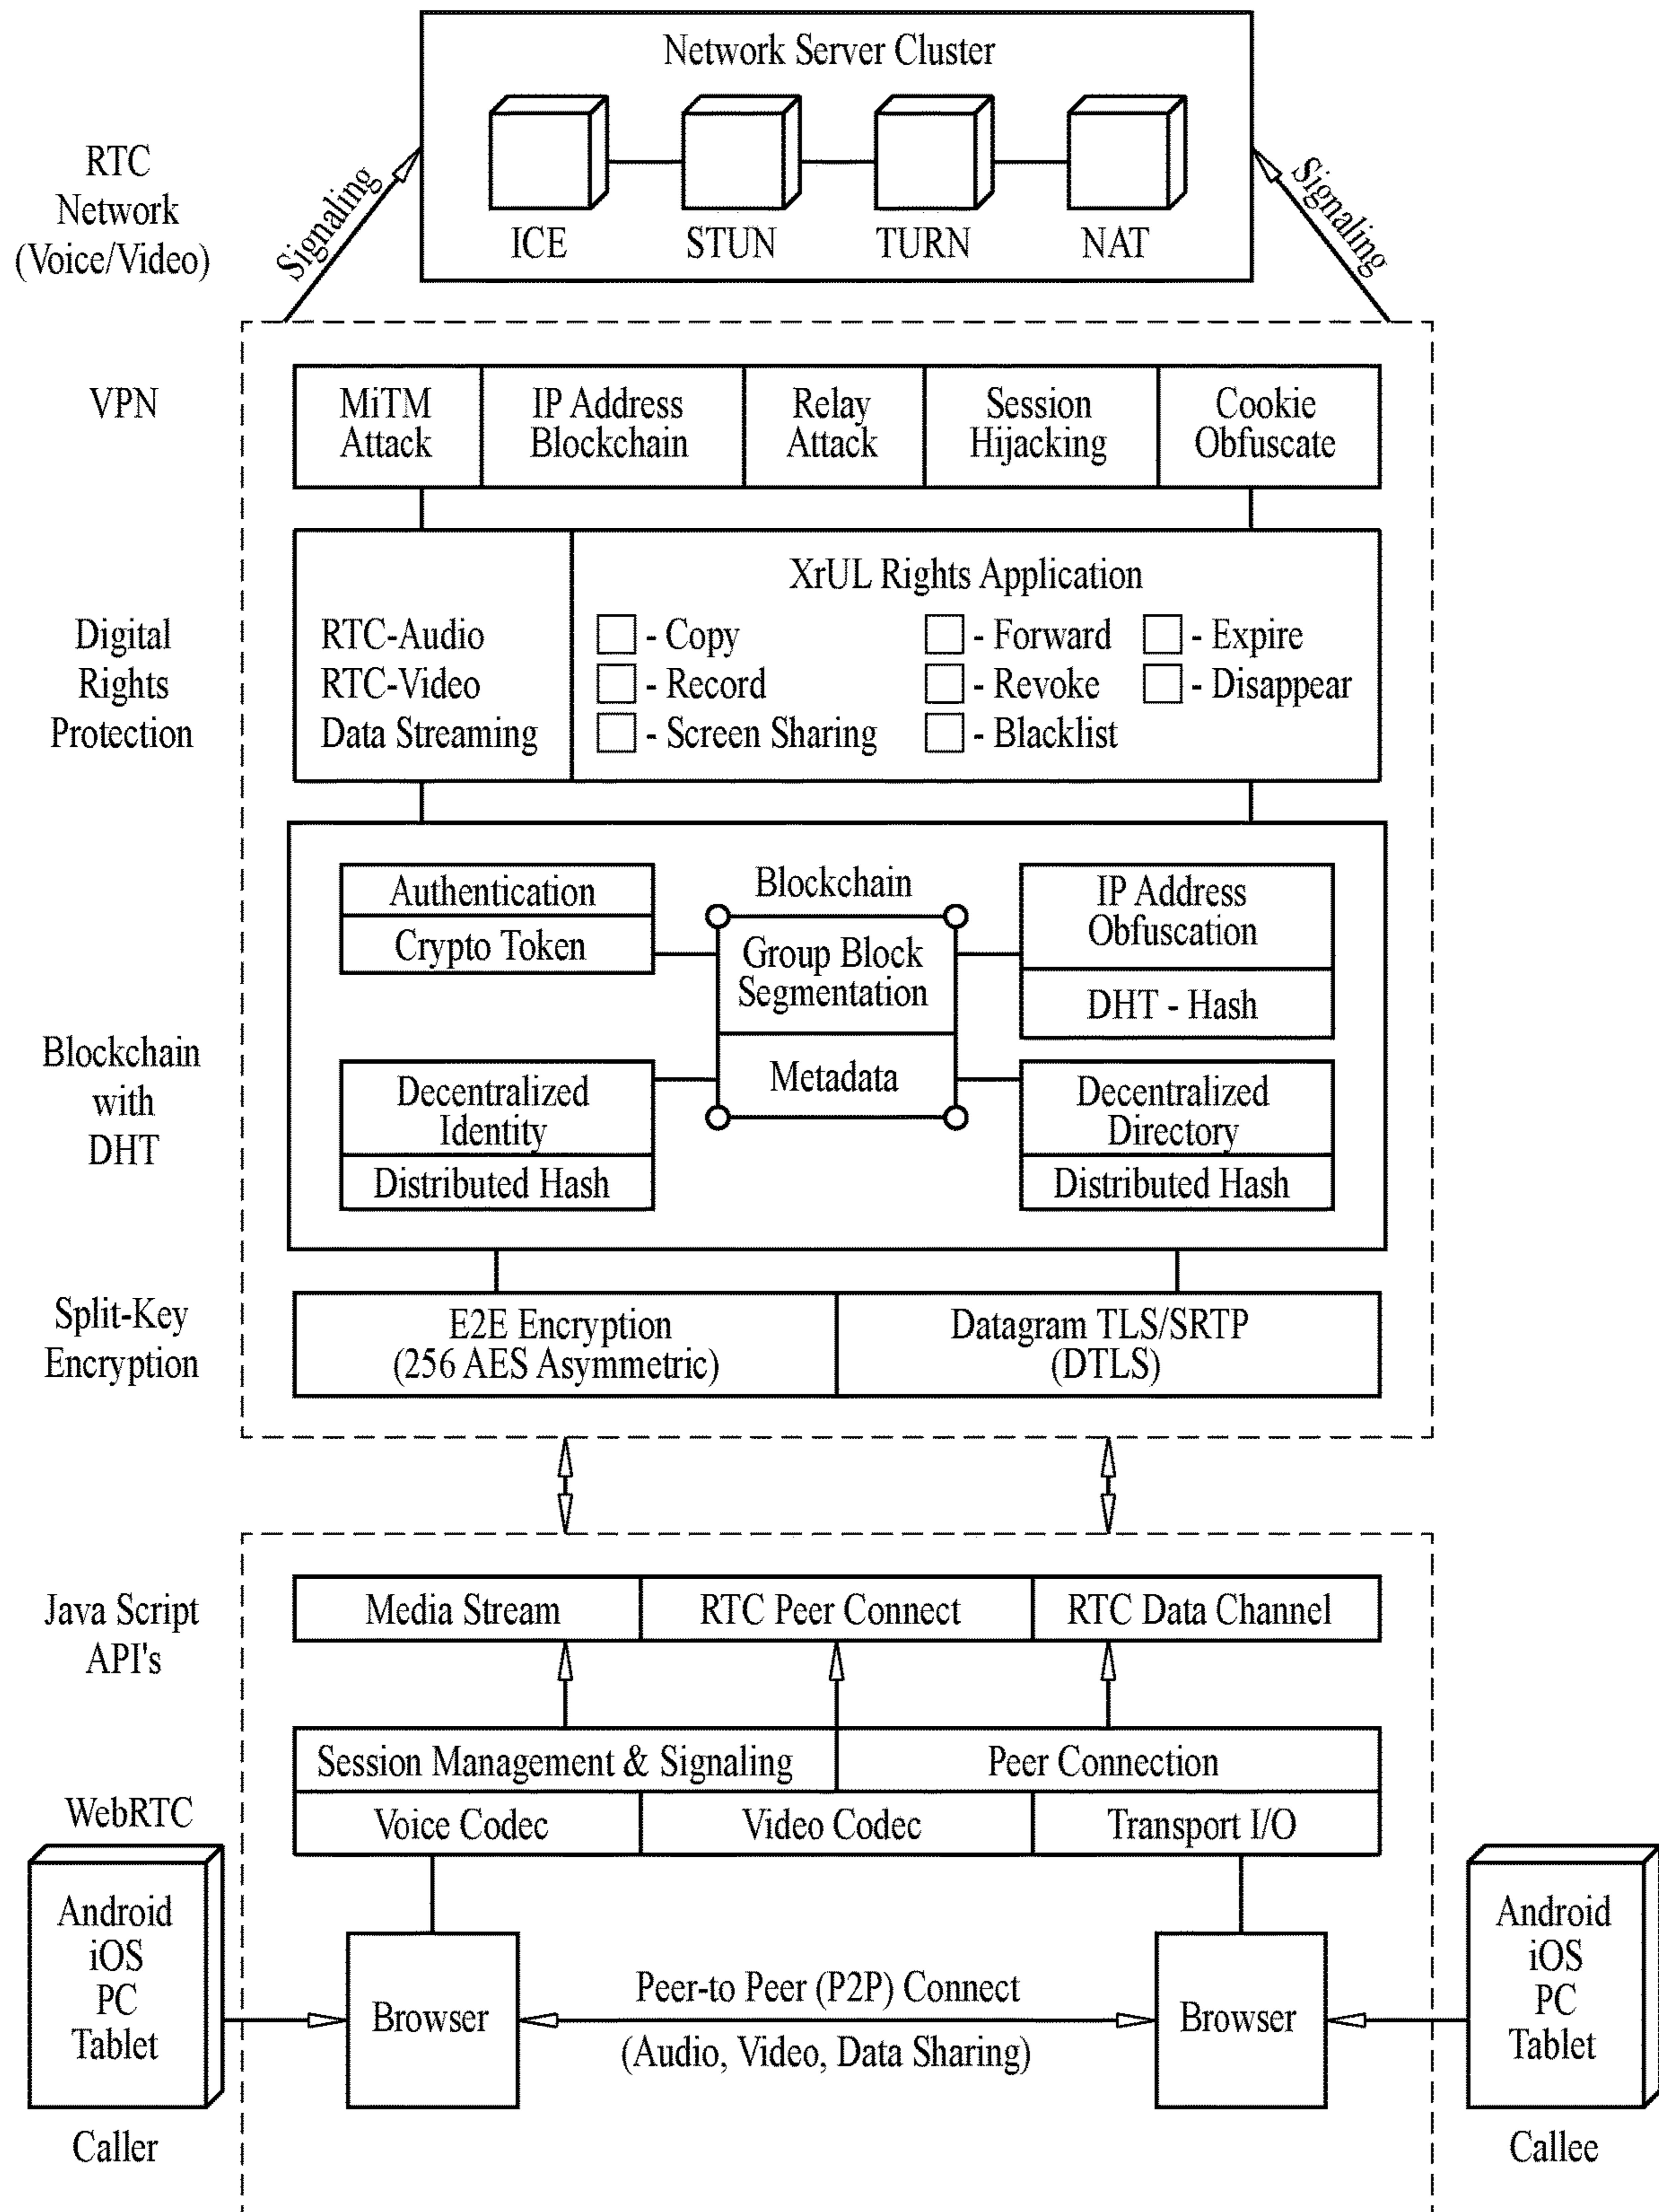 Network Server Cluster
RTC
Network
(Voice/Video)
Signaling
ICE
STUN
TURN
NAT
Signaling
VPN
MiTM
Attack
IP Address
Blockchain
Relay
Attack
Session
Hijacking
Cookie
Obfuscate
Digital
Rights
Protection
RTC-Audio
RTC-Video
Data Streaming
XrUL Rights Application
- Copy
- Record
- Screen Sharing
- Forward
- Revoke
- Blacklist
- Expire
- Disappear
Blockchain
with
DHT
Authentication
Crypto Token
Blockchain
Group Block
Segmentation
Metadata
IP Address
Obfuscation
DHT - Hash
Decentralized
Identity
Distributed Hash
Decentralized
Directory
Distributed Hash
Split-Key
Encryption
E2E Encryption
(256 AES Asymmetric)
Datagram TLS/SRTP
(DTLS)
Java Script
API's
Media Stream
RTC Peer Connect
RTC Data Channel
Session Management & Signaling
Peer Connection
WebRTC
Voice Codec
Video Codec
Transport I/O
Android
iOS
PC
Tablet
Caller
Browser
Peer-to Peer (P2P) Connect
(Audio, Video, Data Sharing)
Browser
Android
iOS
PC
Tablet
Callee